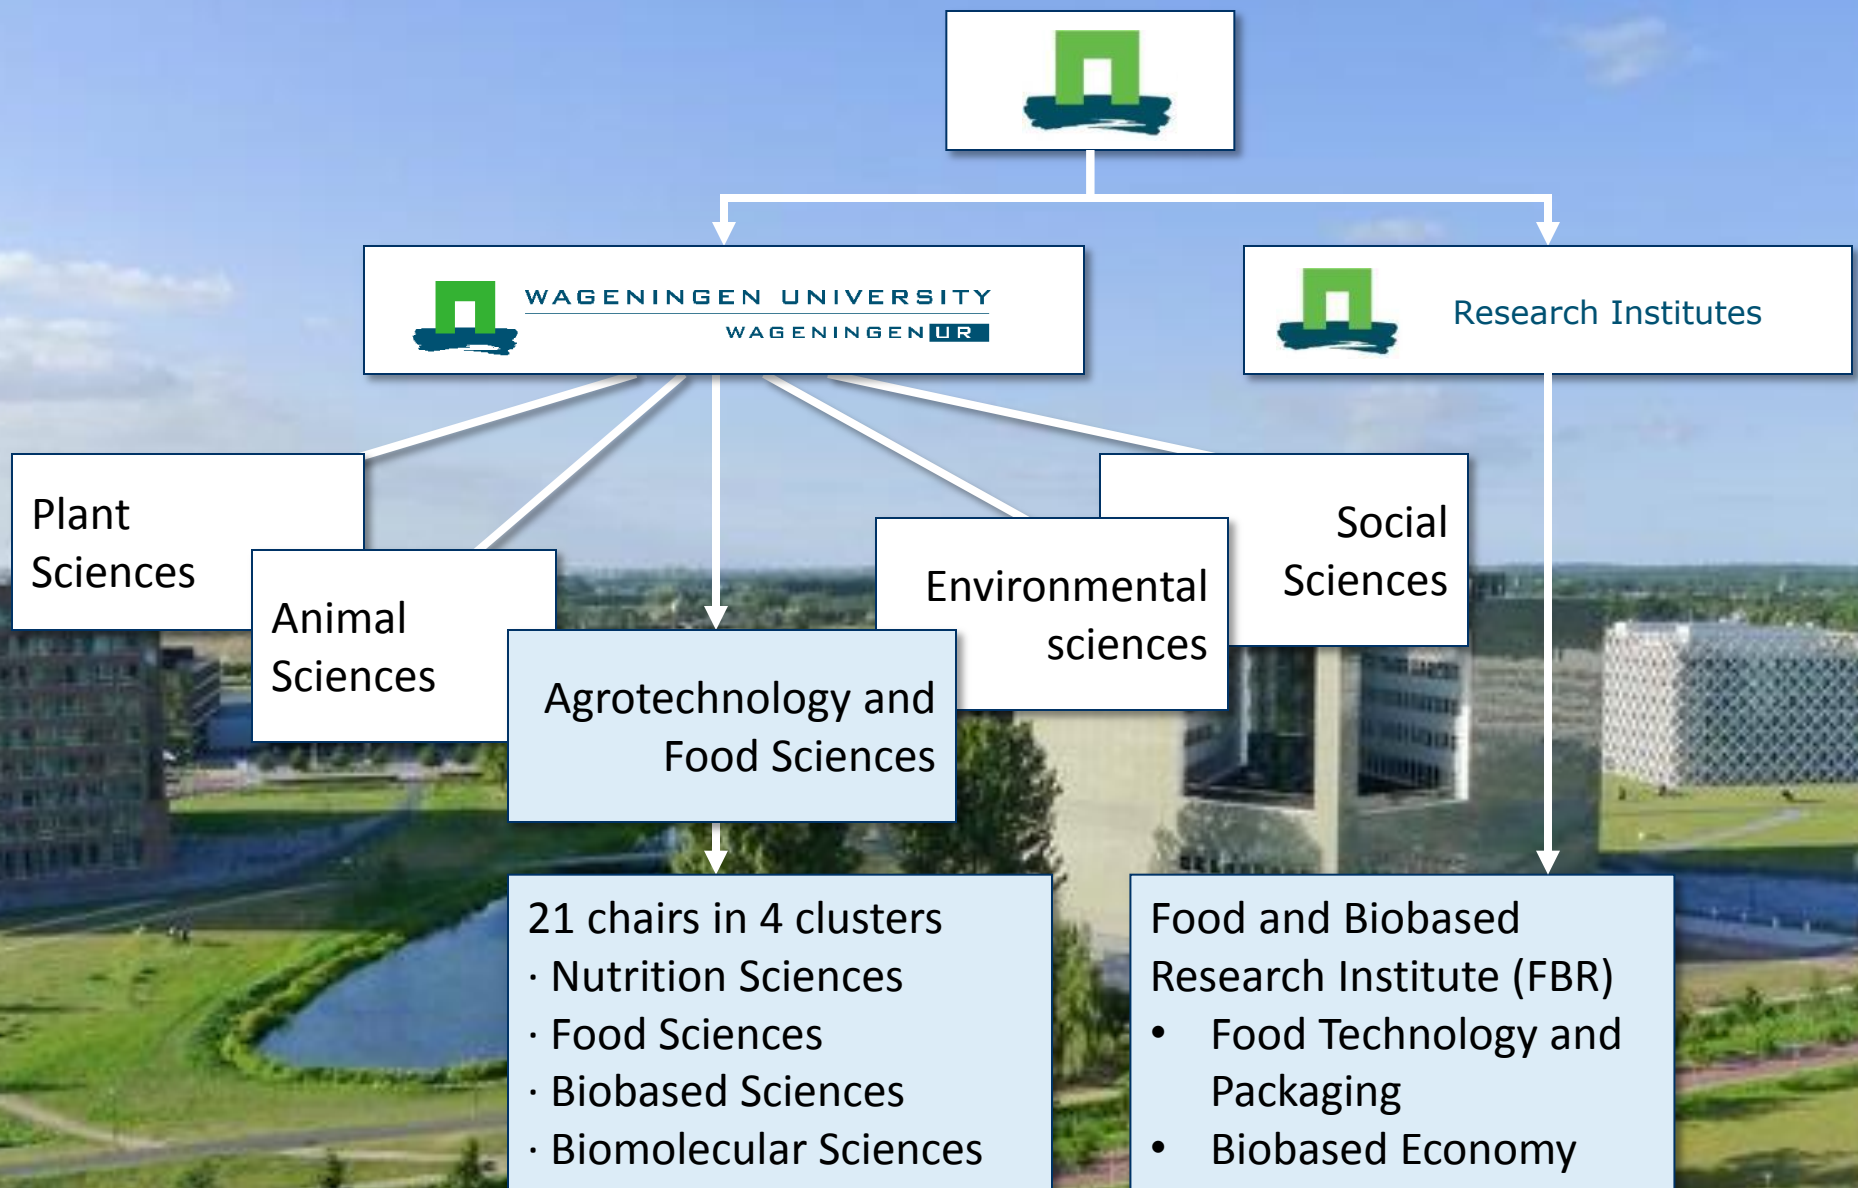 WAGENINGEN UNIVERSITY
WAGENINGEN UR
Research Institutes
Plant
Sciences
Animal
Sciences
Agrotechnology and
Food Sciences
Environmental
sciences
Social
Sciences
21 chairs in 4 clusters
· Nutrition Sciences
· Food Sciences
· Biobased Sciences
· Biomolecular Sciences
Food and Biobased
Research Institute (FBR)
• Food Technology and
Packaging
• Biobased Economy